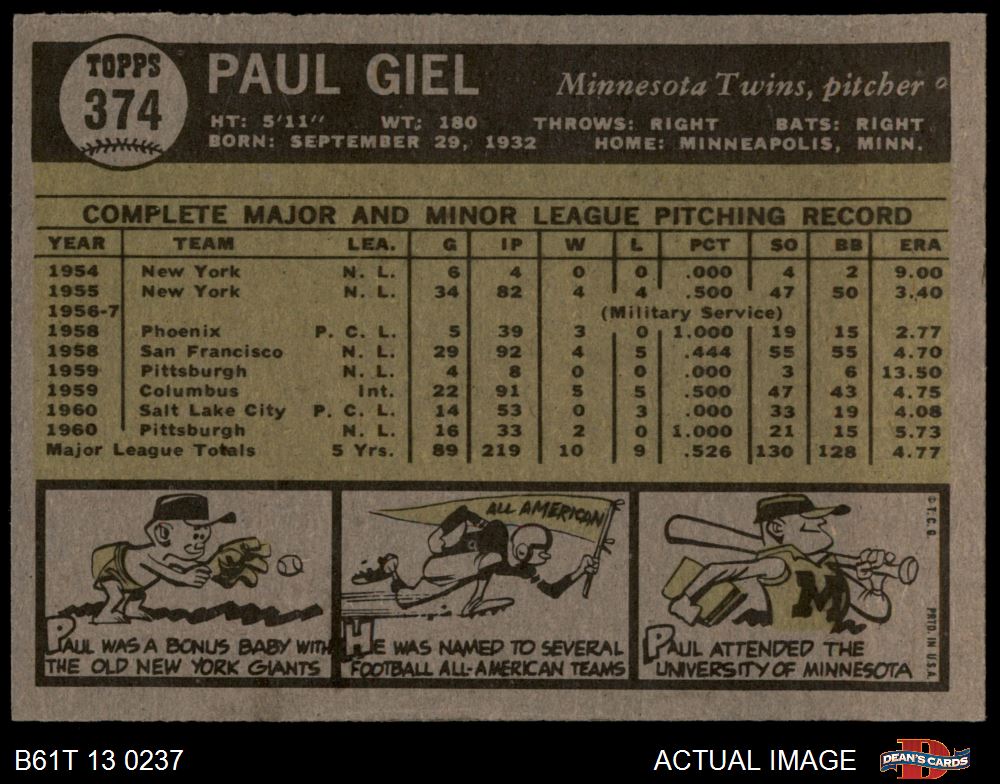 TOPPS
374
PAUL GIEL
Minnesota Twins, pitcher
HT: 5'11" WT: 180 THROWS: RIGHT BATS: RIGHT
BORN: SEPTEMBER 29, 1932 HOME: MINNEAPOLIS, MINN.
COMPLETE MAJOR AND MINOR LEAGUE PITCHING RECORD
YEAR TEAM LEA. G IP W L PCT SO BB ERA
1954 New York N. L. 6 4 0 0 .000 4 2 9.00
1955 New York N. L. 34 82 4 4 .500 47 50 3.40
1956-7 (Military Service)
1958 Phoenix P. C. L. 5 39 3 0 1.000 19 15 2.77
1958 San Francisco N. L. 29 92 4 5 .444 55 55 4.70
1959 Pittsburgh N. L. 4 8 0 0 .000 3 6 13.50
1959 Columbus Int. 22 91 5 5 .500 47 43 4.75
1960 Salt Lake City P. C. L. 14 53 0 3 .000 33 19 4.08
1960 Pittsburgh N. L. 16 33 2 0 1.000 21 15 5.73
Major League Totals 5 Yrs. 89 219 10 9 .526 130 128 4.77
PAUL WAS A BONUS BABY WITH
THE OLD NEW YORK GIANTS
ALL AMERICAN
HE WAS NAMED TO SEVERAL
FOOTBALL ALL-AMERICAN TEAMS
M
PAUL ATTENDED THE
UNIVERSITY OF MINNESOTA
© T. C. G.
PRTD. IN U.S.A.
B61T 13 0237
ACTUAL IMAGE
DEAN'S CARDS